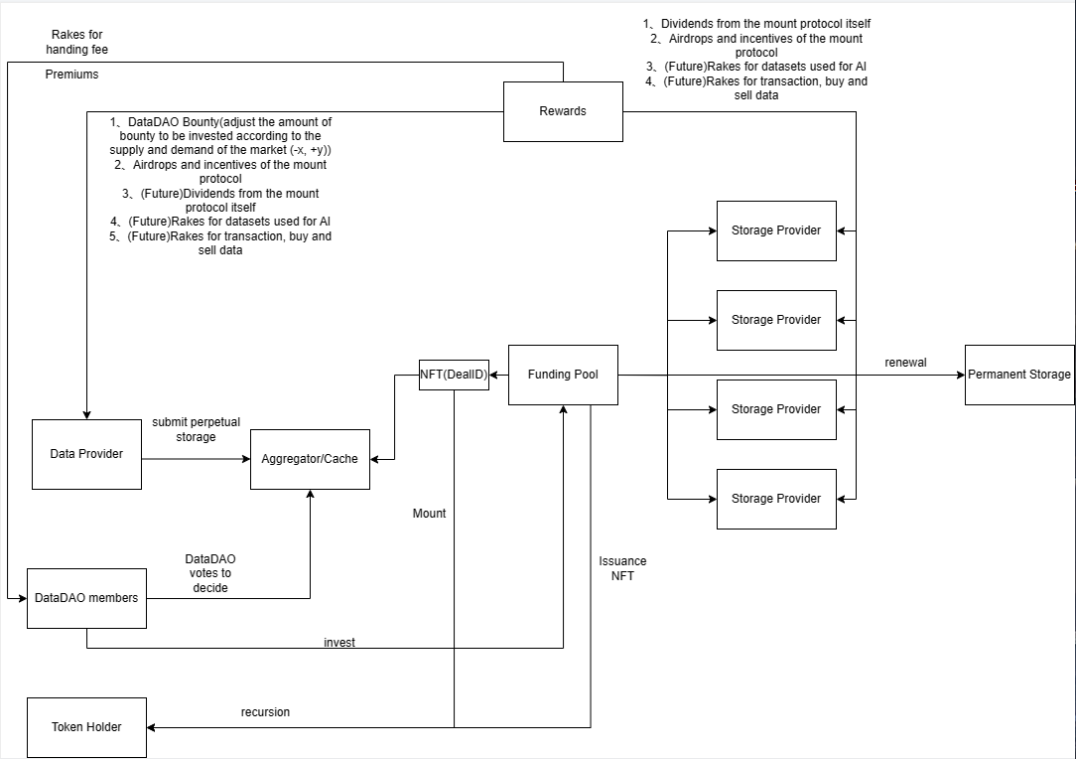 Rakes for
handing fee
Premiums
1、Dividends from the mount protocol itself
2、Airdrops and incentives of the mount
protocol
3、(Future)Rakes for datasets used for AI
4、(Future)Rakes for transaction, buy and
sell data
Rewards
1、DataDAO Bounty(adjust the amount of
bounty to be invested according to the
supply and demand of the market (-x, +y))
2、Airdrops and incentives of the mount
protocol
3、(Future)Dividends from the mount
protocol itself
4、(Future)Rakes for datasets used for AI
5、(Future)Rakes for transaction, buy and
sell data
Storage Provider
Storage Provider
NFT(DealID)
Funding Pool
renewal
Permanent Storage
Storage Provider
submit perpetual
storage
Data Provider
Aggregator/Cache
Storage Provider
Mount
DataDAO
votes to
decide
Issuance
NFT
DataDAO members
invest
recursion
Token Holder